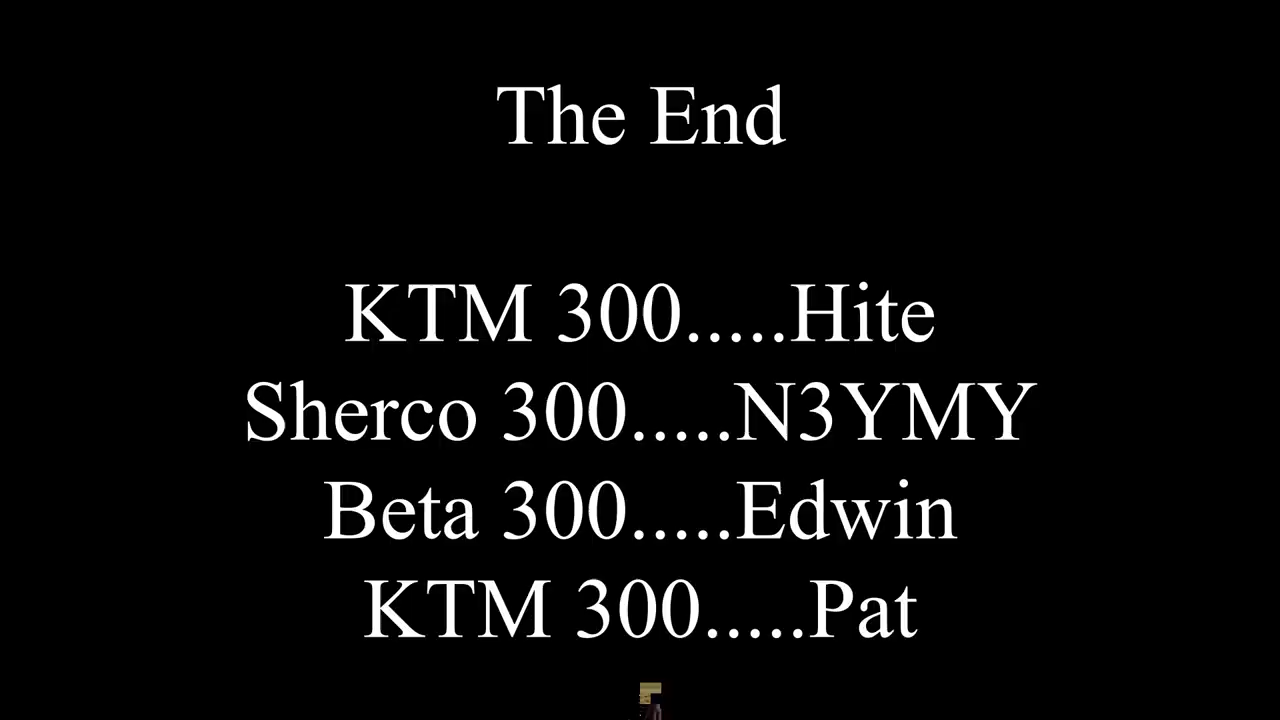 The End
KTM 300.....Hite
Sherco 300.....N3YMY
Beta 300.....Edwin
KTM 300.....Pat